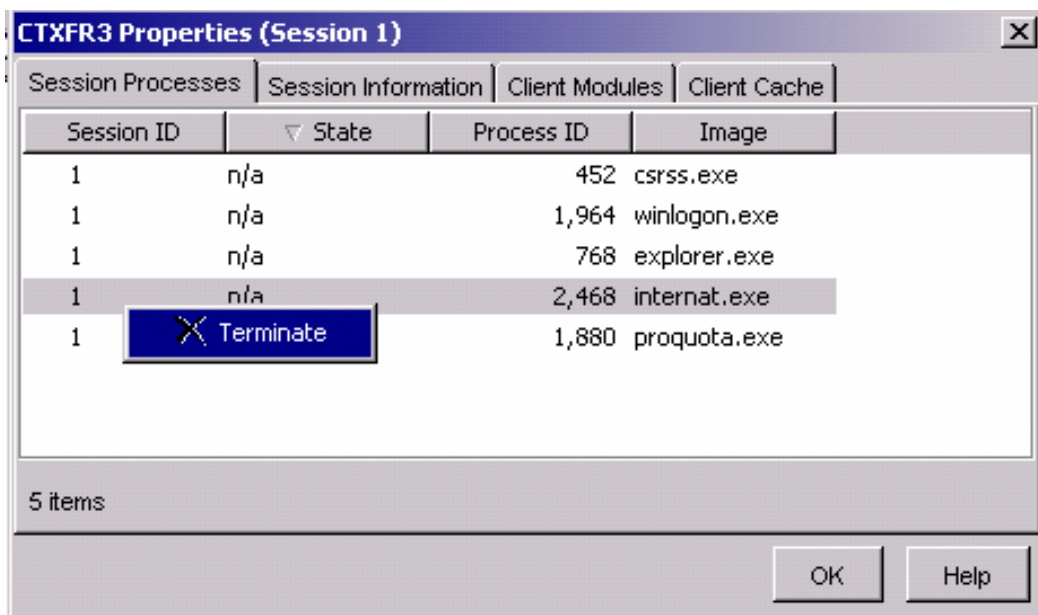 CTXFR3 Properties (Session 1)
Session Processes Session Information Client Modules Client Cache
Session ID State Process ID Image
1 n/a 452 csrss.exe
1 n/a 1,964 winlogon.exe
1 n/a 768 explorer.exe
1 n/a 2,468 internat.exe
Terminate
1 1,880 proquota.exe
5 items
OK Help